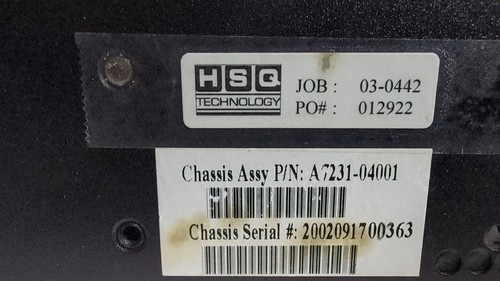 HSQ
TECHNOLOGY
JOB : 03-0442
PO# : 012922
Chassis Assy P/N: A7231-04001
Chassis Serial #: 2002091700363